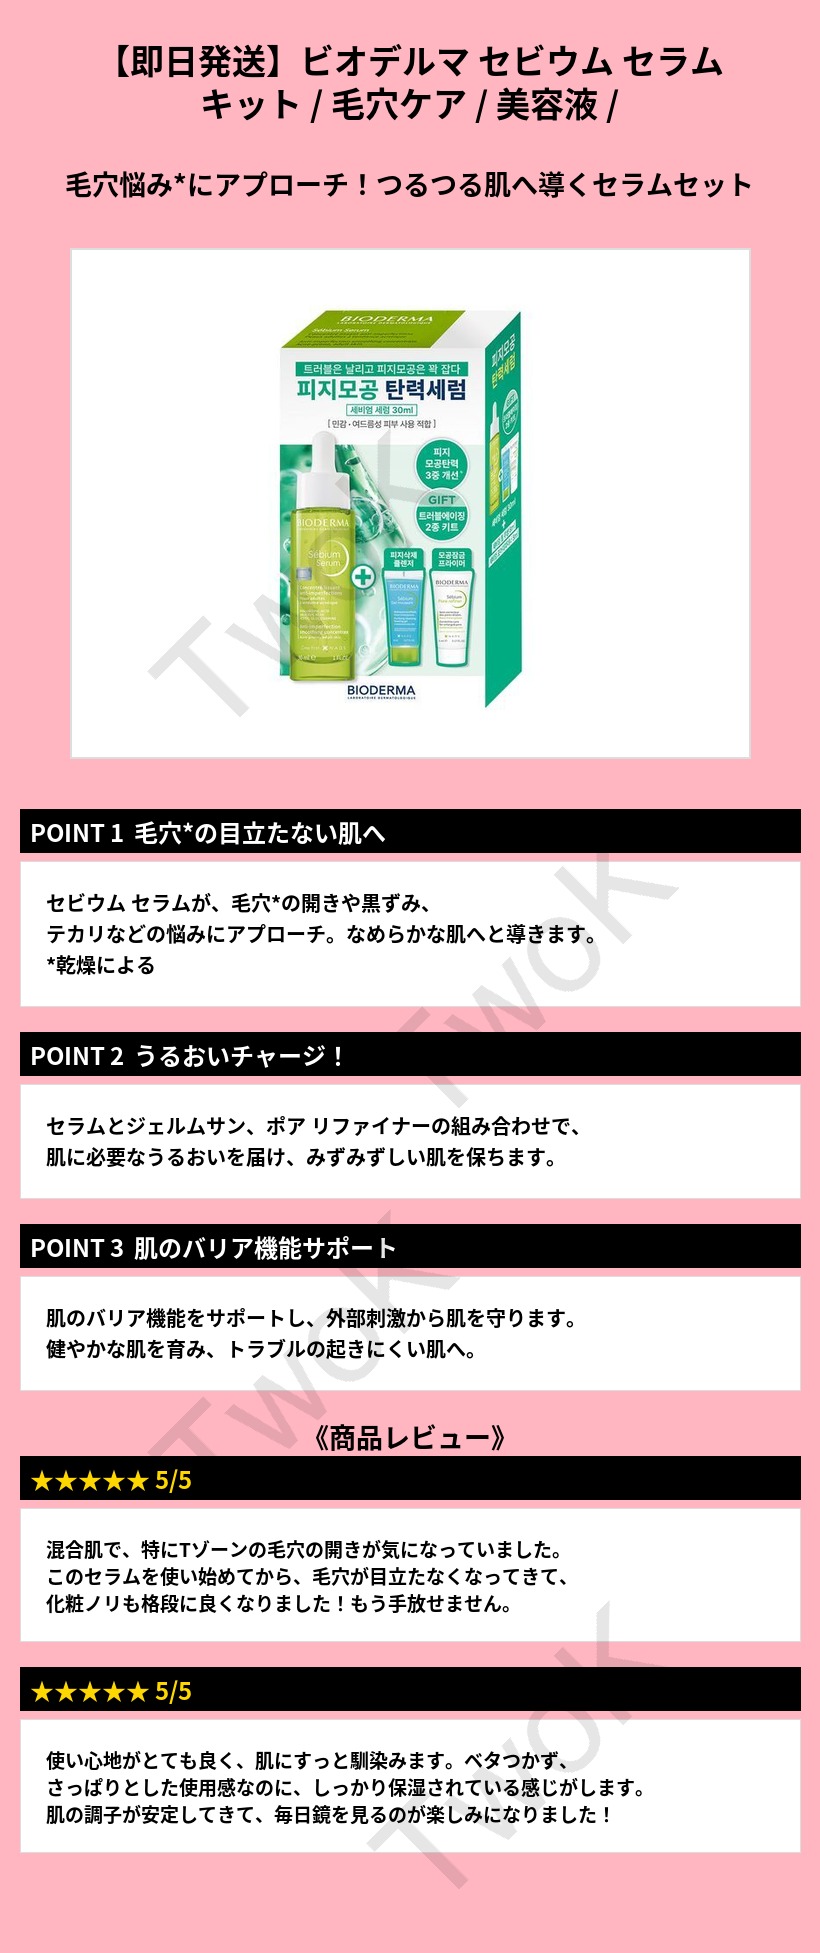 【即日発送】ビオデルマ セビウム セラム
キット / 毛穴ケア / 美容液 /
毛穴悩み*にアプローチ！つるつる肌へ導くセラムセット
BIODERMA
LABORATOIRE DERMATOLOGIQUE
Sébium Serum
트러블은 날리고 피지모공은 꽉 잡다
피지모공 탄력세럼
세비엄 세럼 30ml
[ 민감·여드름성 피부 사용 적합 ]
피지
모공탄력
3중 개선
GIFT
트러블에이징
2종 키트
피지삭제
클렌저
모공잠금
프라이머
BIODERMA
Sébium
Serum
BIODERMA
Sébium
BIODERMA
Sébium
BIODERMA
LABORATOIRE DERMATOLOGIQUE
피지모공
탄력세럼
TwoK
POINT 1 毛穴*の目立たない肌へ
セビウム セラムが、毛穴*の開きや黒ずみ、
テカリなどの悩みにアプローチ。なめらかな肌へと導きます。
*乾燥による
TwoK
POINT 2 うるおいチャージ！
セラムとジェルムサン、ポア リファイナーの組み合わせで、
肌に必要なうるおいを届け、みずみずしい肌を保ちます。
POINT 3 肌のバリア機能サポート
肌のバリア機能をサポートし、外部刺激から肌を守ります。
健やかな肌を育み、トラブルの起きにくい肌へ。
TwoK
《商品レビュー》
★★★★★ 5/5
混合肌で、特にTゾーンの毛穴の開きが気になっていました。
このセラムを使い始めてから、毛穴が目立たなくなってきて、
化粧ノリも格段に良くなりました！もう手放せません。
★★★★★ 5/5
使い心地がとても良く、肌にすっと馴染みます。ベタつかず、
さっぱりとした使用感なのに、しっかり保湿されている感じがします。
肌の調子が安定してきて、毎日鏡を見るのが楽しみになりました！
TwoK